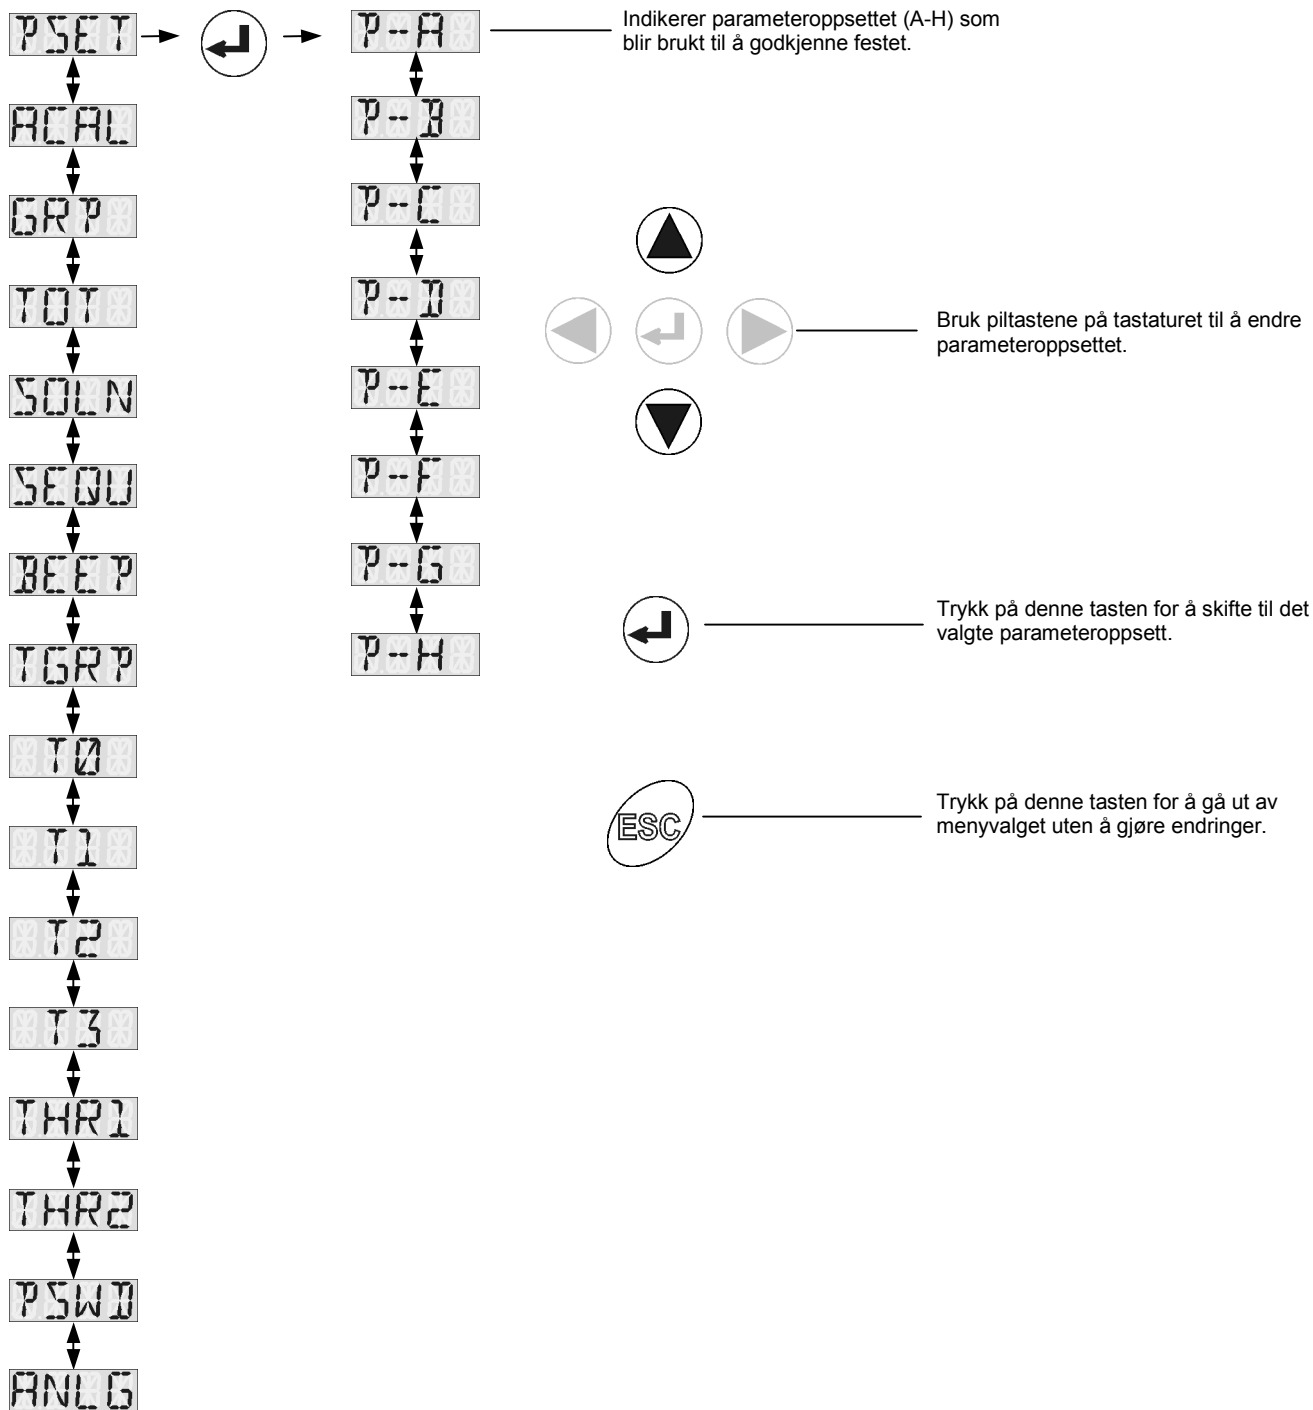 PSET
ACAL
GRP
TOT
SOLN
SEQU
BEEP
TGRP
T0
T1
T2
T3
THR1
THR2
PSWD
ANLG
P-A
P-B
P-C
P-D
P-E
P-F
P-G
P-H
Indikerer parameteroppsettet (A-H) som
blir brukt til å godkjenne festet.
Bruk piltastene på tastaturet til å endre
parameteroppsettet.
Trykk på denne tasten for å skifte til det
valgte parameteroppsett.
ESC
Trykk på denne tasten for å gå ut av
menyvalget uten å gjøre endringer.